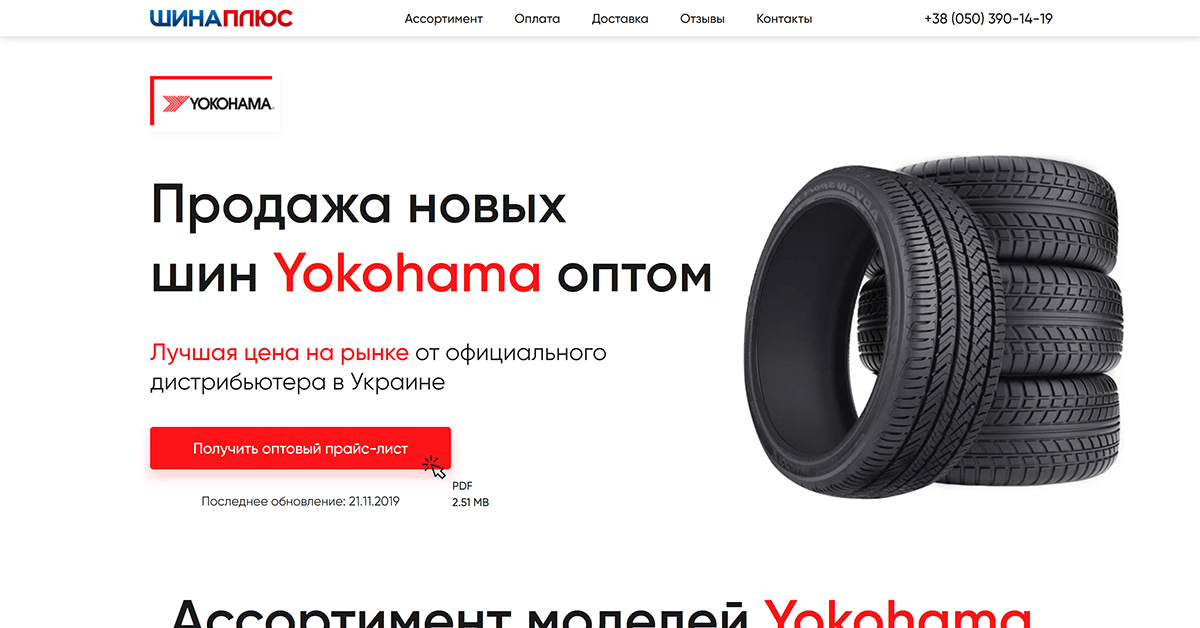 ШИНАПЛЮС
Ассортимент Оплата Доставка Отзывы Контакты
+38 (050) 390-14-19
YOKOHAMA
Продажа новых
шин Yokohama оптом
Лучшая цена на рынке от официального
дистрибьютера в Украине
Получить оптовый прайс-лист
PDF
2.51 MB
Последнее обновление: 21.11.2019
ADVAN Sport
Ассортимент моделей Yokohama